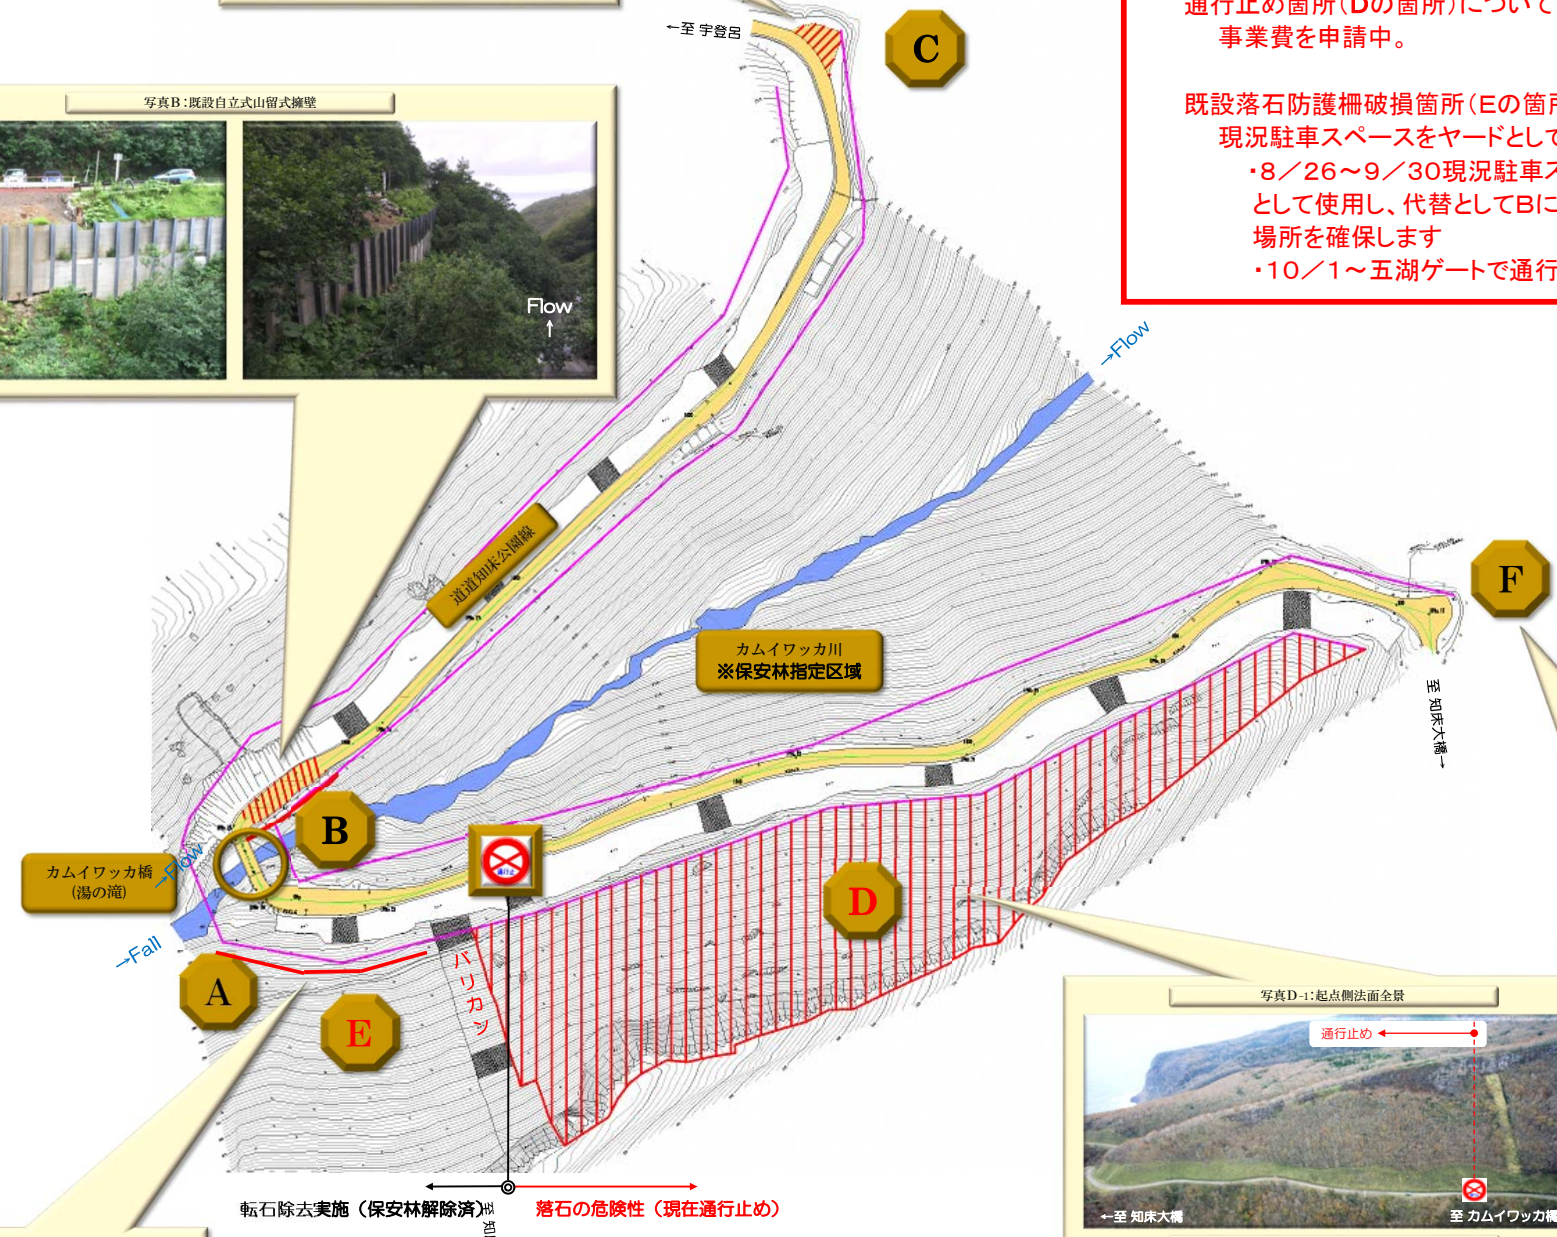 ←至 宇登呂
C
通行止め箇所(Dの箇所)について
事業費を申請中。
既設落石防護柵破損箇所(Eの箇所
現況駐車スペースをヤードとして
・8/26~9/30現況駐車ス
として使用し、代替としてBに
場所を確保します
・10/1~五湖ゲートで通行
写真B:既設自立式山留式擁壁
Flow
↑
→Flow
道道知床公園線
F
カムイワッカ川
※保安林指定区域
至 知床大橋→
B
通行止
カムイワッカ橋
(湯の滝)
→Flow
D
→Fall
バリカン
A
E
写真D-1:起点側法面全景
通行止め
←至 知床大橋
至 カムイワッカ橋
転石除去実施(保安林解除済)
落石の危険性(現在通行止め)
至 知